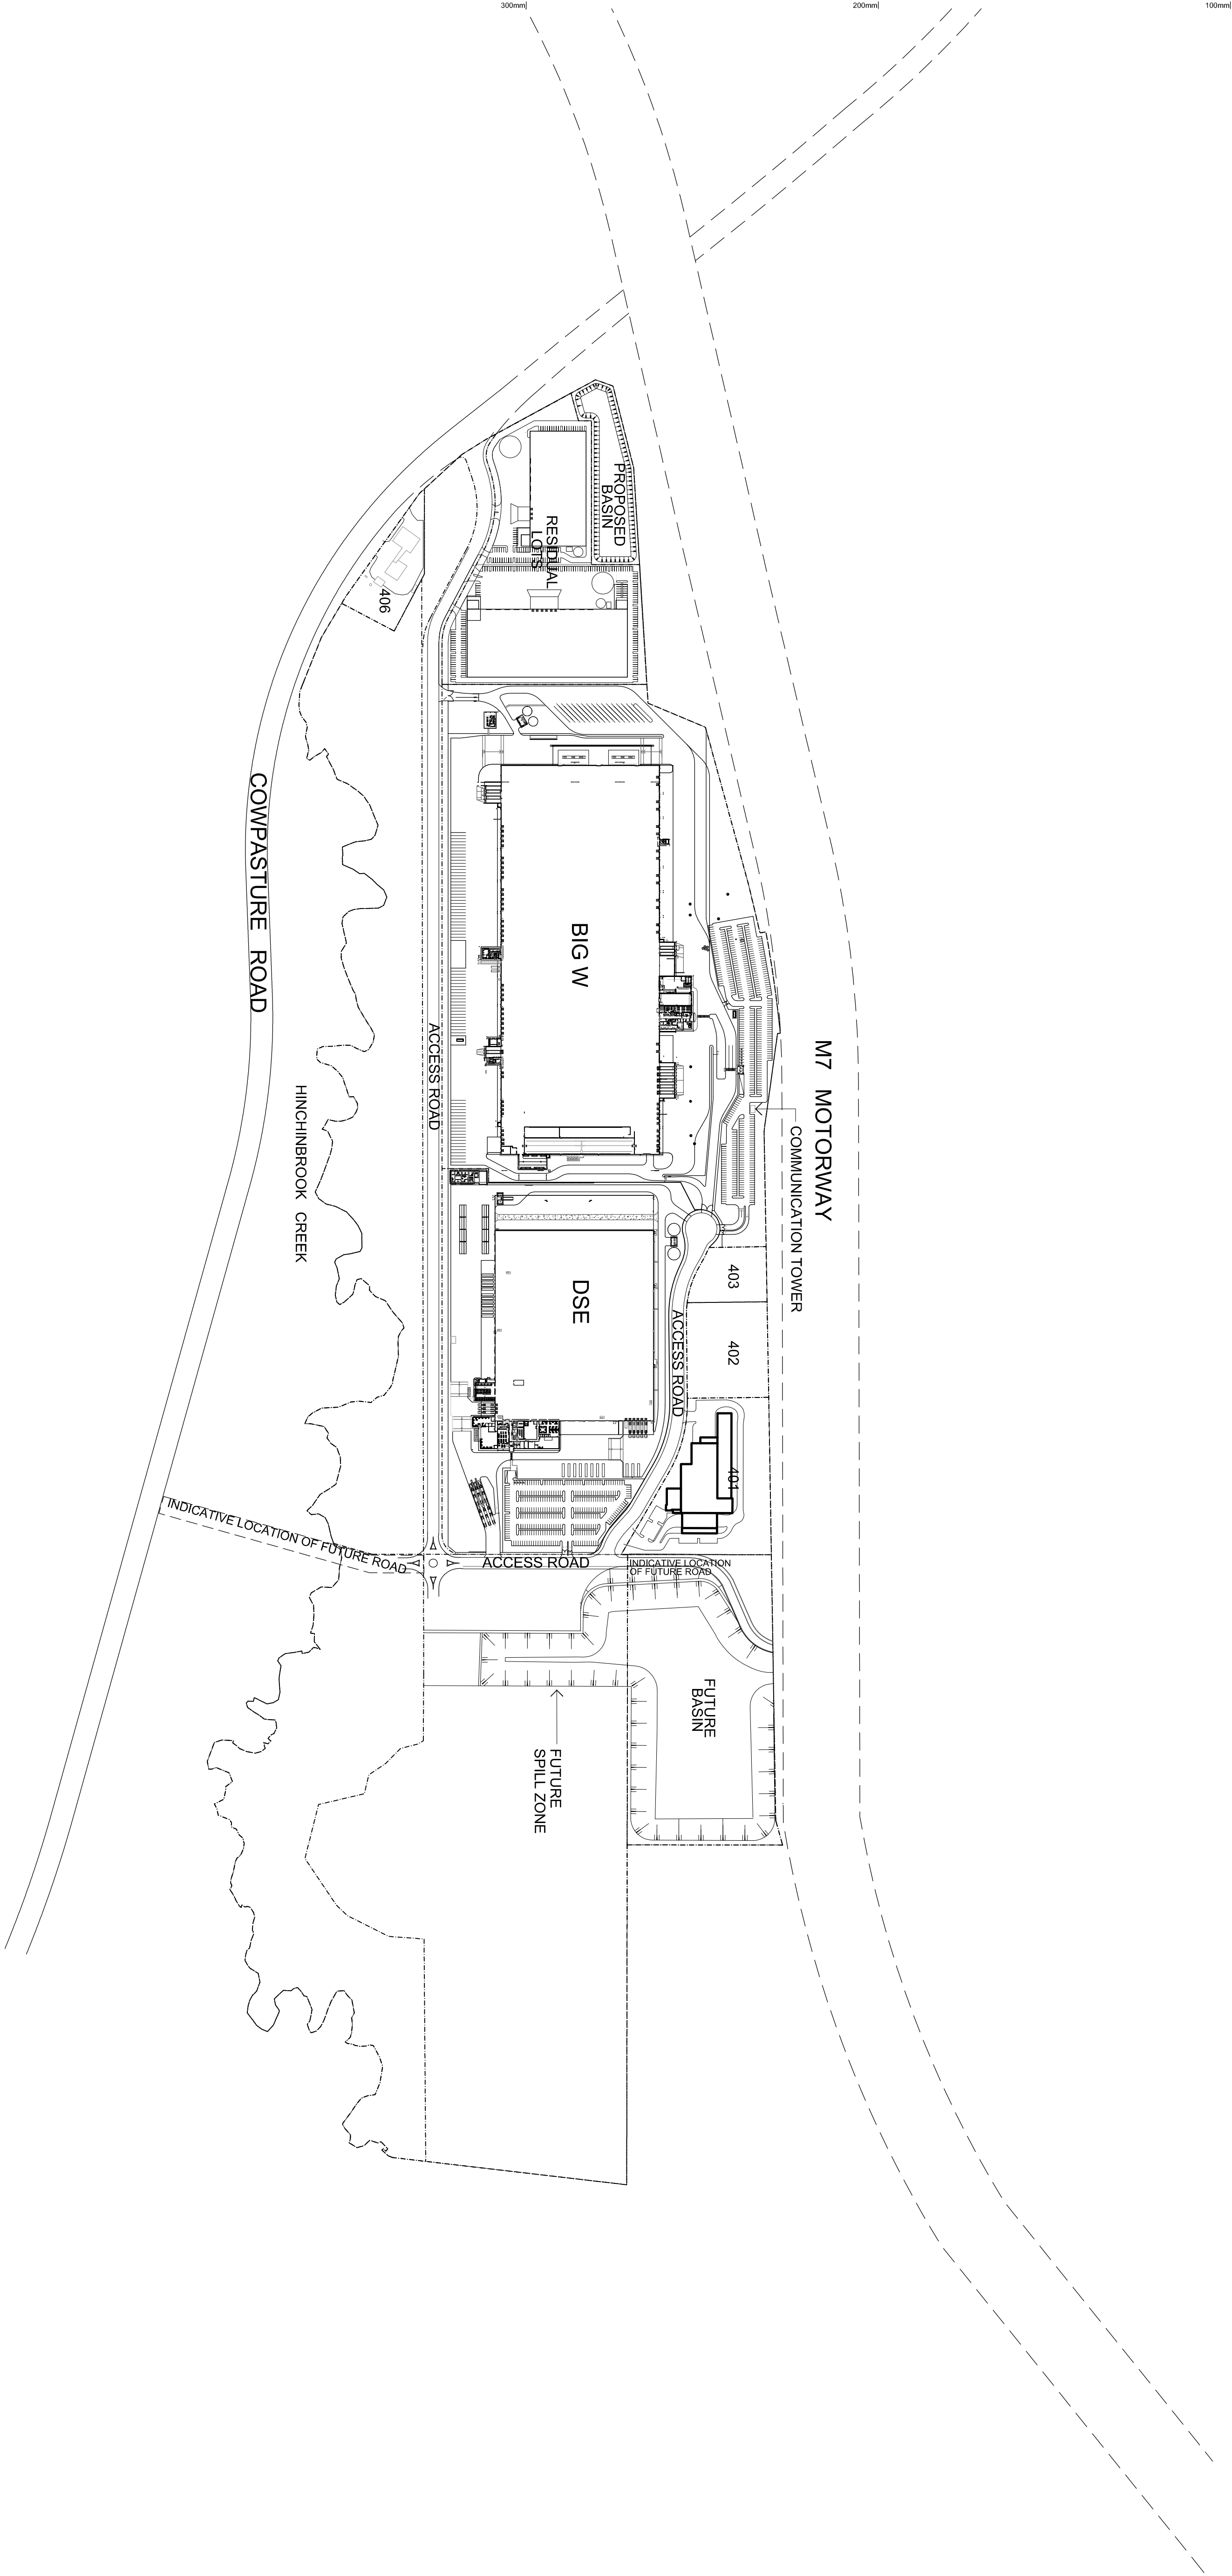 300mm
200mm
100mm
PROPOSED
BASIN
RESIDUAL
LOTS
406
COWPASTURE ROAD
BIG W
ACCESS ROAD
M7 MOTORWAY
HINCHINBROOK CREEK
COMMUNICATION TOWER
403
DSE
ACCESS ROAD
402
401
INDICATIVE LOCATION OF FUTURE ROAD
ACCESS ROAD
INDICATIVE LOCATION
OF FUTURE ROAD
FUTURE
BASIN
FUTURE
SPILL ZONE